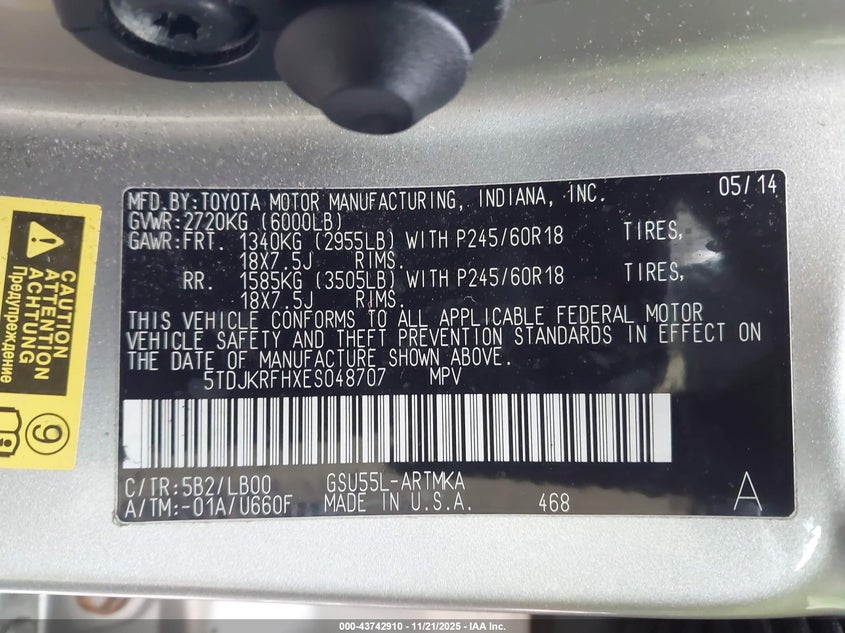 MFD.BY:TOYOTA MOTOR MANUFACTURING, INDIANA, INC. 05/14
GVWR:2720KG (6000LB)
GAWR:FRT. 1340KG (2955LB) WITH P245/60R18 TIRES,
18X7.5J RIMS.
RR. 1585KG (3505LB) WITH P245/60R18 TIRES,
18X7.5J RIMS.
THIS VEHICLE CONFORMS TO ALL APPLICABLE FEDERAL MOTOR
VEHICLE SAFETY AND THEFT PREVENTION STANDARDS IN EFFECT ON
THE DATE OF MANUFACTURE SHOWN ABOVE.
5TDJKRFHXES048707 MPV
C/TR:5B2/LB00 GSU55L-ARTMKA
A/TM:-01A/U660F MADE IN U.S.A. 468 A
CAUTION
ATTENTION
ACHTUNG
Предупреждение
9
000-43742910 - 11/21/2025 - IAA Inc.